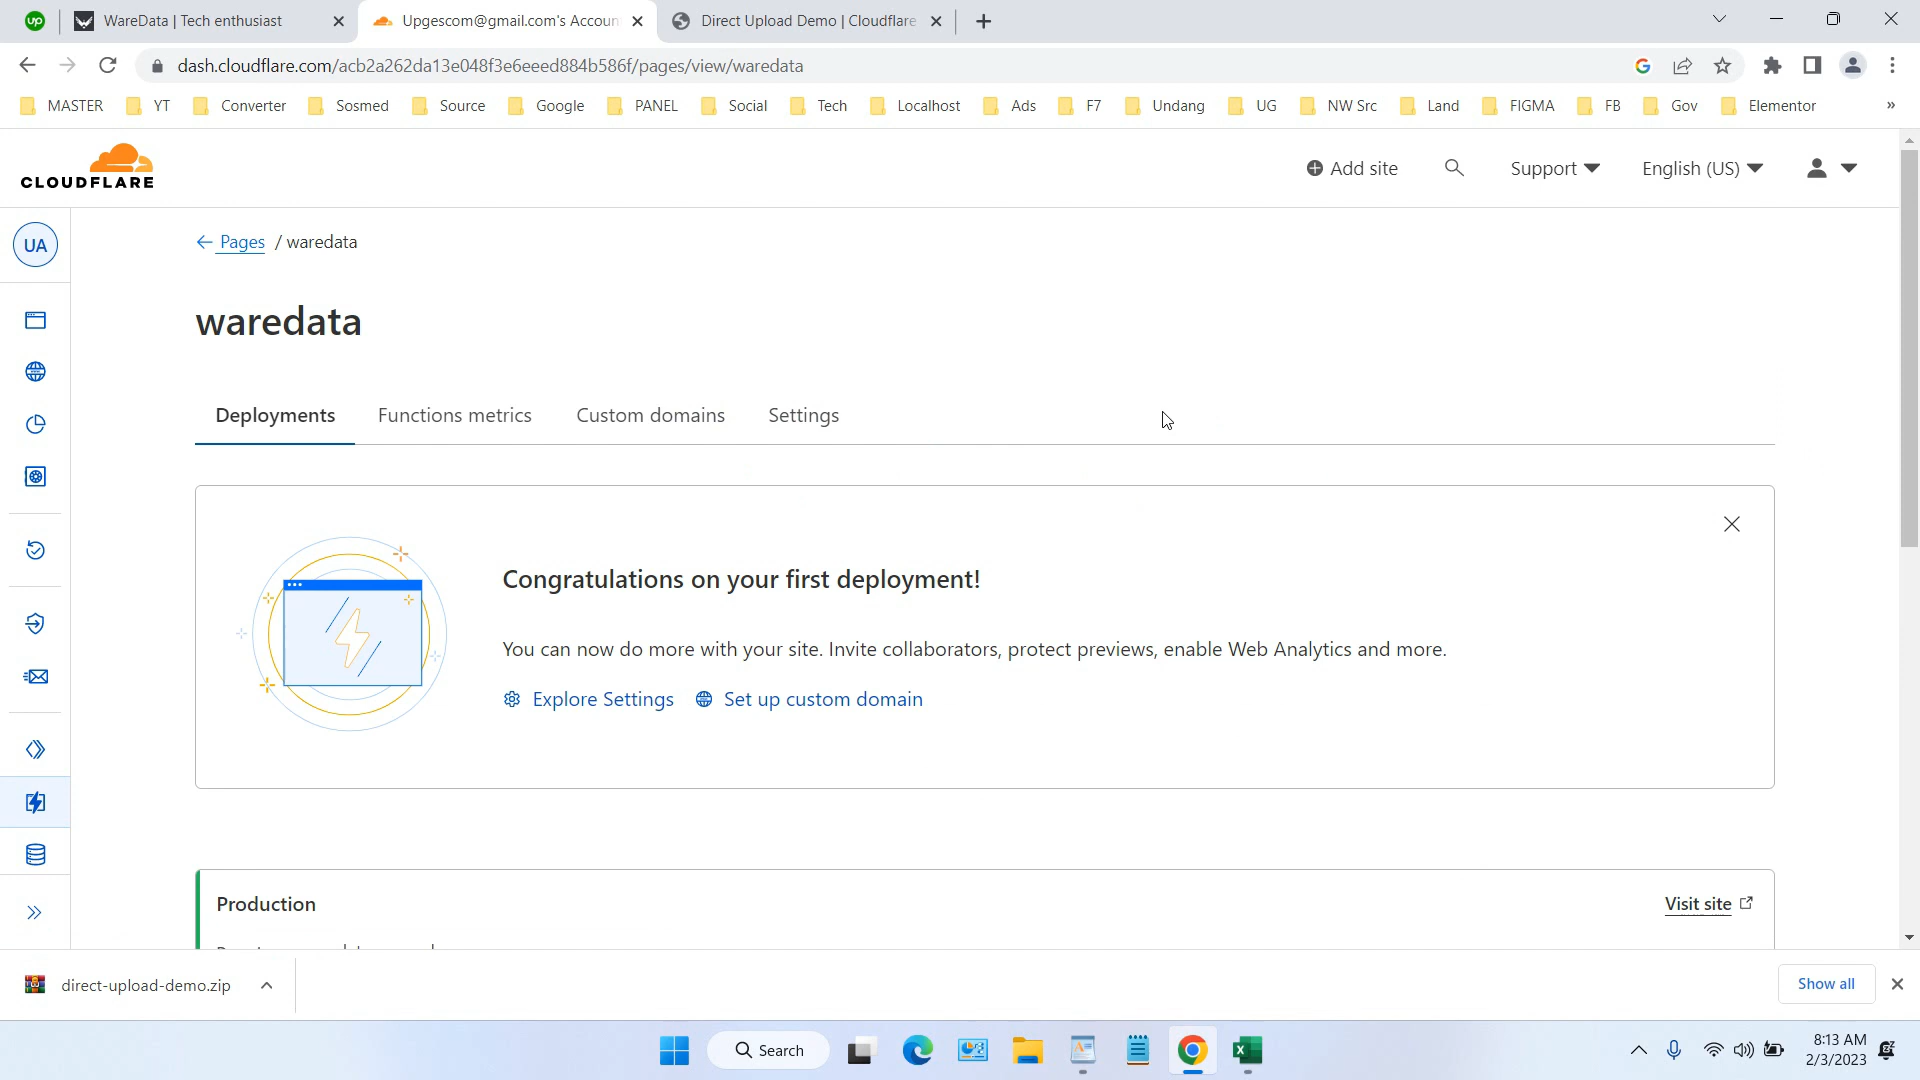 up
WareData | Tech enthusiast
Upgescom@gmail.com's Accoun
Direct Upload Demo | Cloudflare
dash.cloudflare.com/acb2a262da13e048f3e6eeed884b586f/pages/view/waredata
MASTER YT Converter Sosmed Source Google PANEL Social Tech Localhost Ads F7 Undang UG NW Src Land FIGMA FB Gov Elementor »
CLOUDFLARE
Add site
Support
English (US)
UA
← Pages / waredata
waredata
Deployments Functions metrics Custom domains Settings
Congratulations on your first deployment!
You can now do more with your site. Invite collaborators, protect previews, enable Web Analytics and more.
Explore Settings Set up custom domain
Production
Visit site
direct-upload-demo.zip
Show all
Search
8:13 AM
2/3/2023